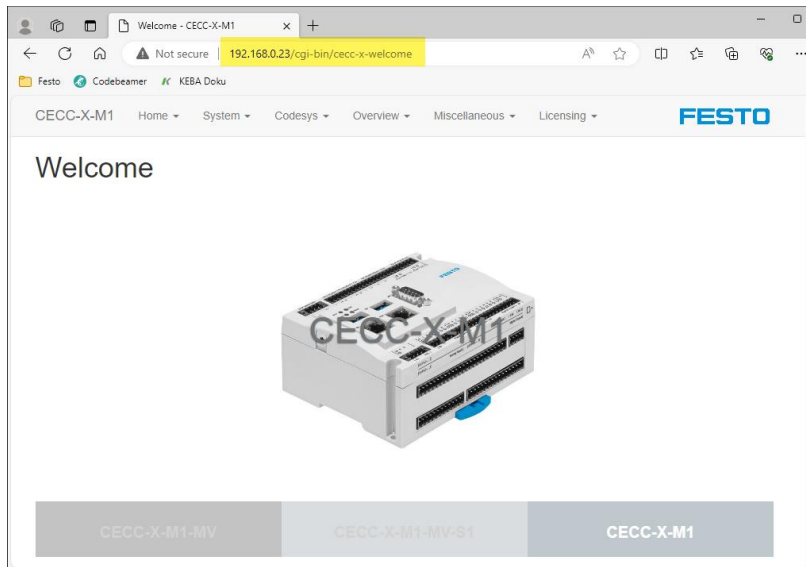 Welcome - CECC-X-M1
Not secure 192.168.0.23/cgi-bin/cecc-x-welcome
Festo Codebeamer KEBA Doku
CECC-X-M1 Home System Codesys Overview Miscellaneous Licensing FESTO
Welcome
FESTO
CECC-X-M1
CECC-X-M1-MV CECC-X-M1-MV-S1 CECC-X-M1